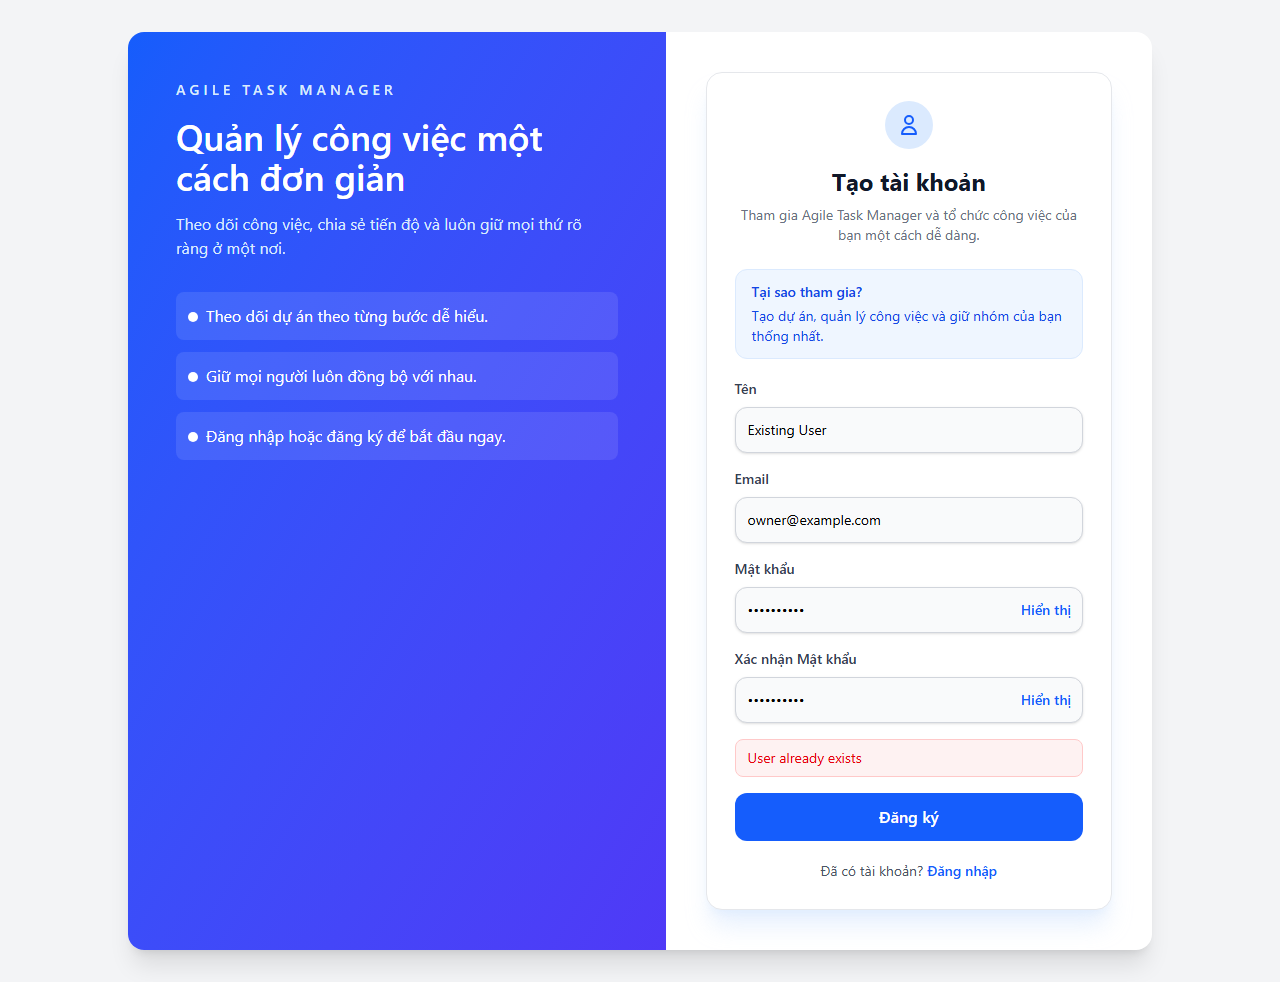 AGILE TASK MANAGER
Quản lý công việc một
cách đơn giản
Theo dõi công việc, chia sẻ tiến độ và luôn giữ mọi thứ rõ
ràng ở một nơi.
Theo dõi dự án theo từng bước dễ hiểu.
Giữ mọi người luôn đồng bộ với nhau.
Đăng nhập hoặc đăng ký để bắt đầu ngay.
Tạo tài khoản
Tham gia Agile Task Manager và tổ chức công việc của
bạn một cách dễ dàng.
Tại sao tham gia?
Tạo dự án, quản lý công việc và giữ nhóm của bạn
thống nhất.
Tên
Existing User
Email
owner@example.com
Mật khẩu
•••••••••• Hiển thị
Xác nhận Mật khẩu
•••••••••• Hiển thị
User already exists
Đăng ký
Đã có tài khoản? Đăng nhập